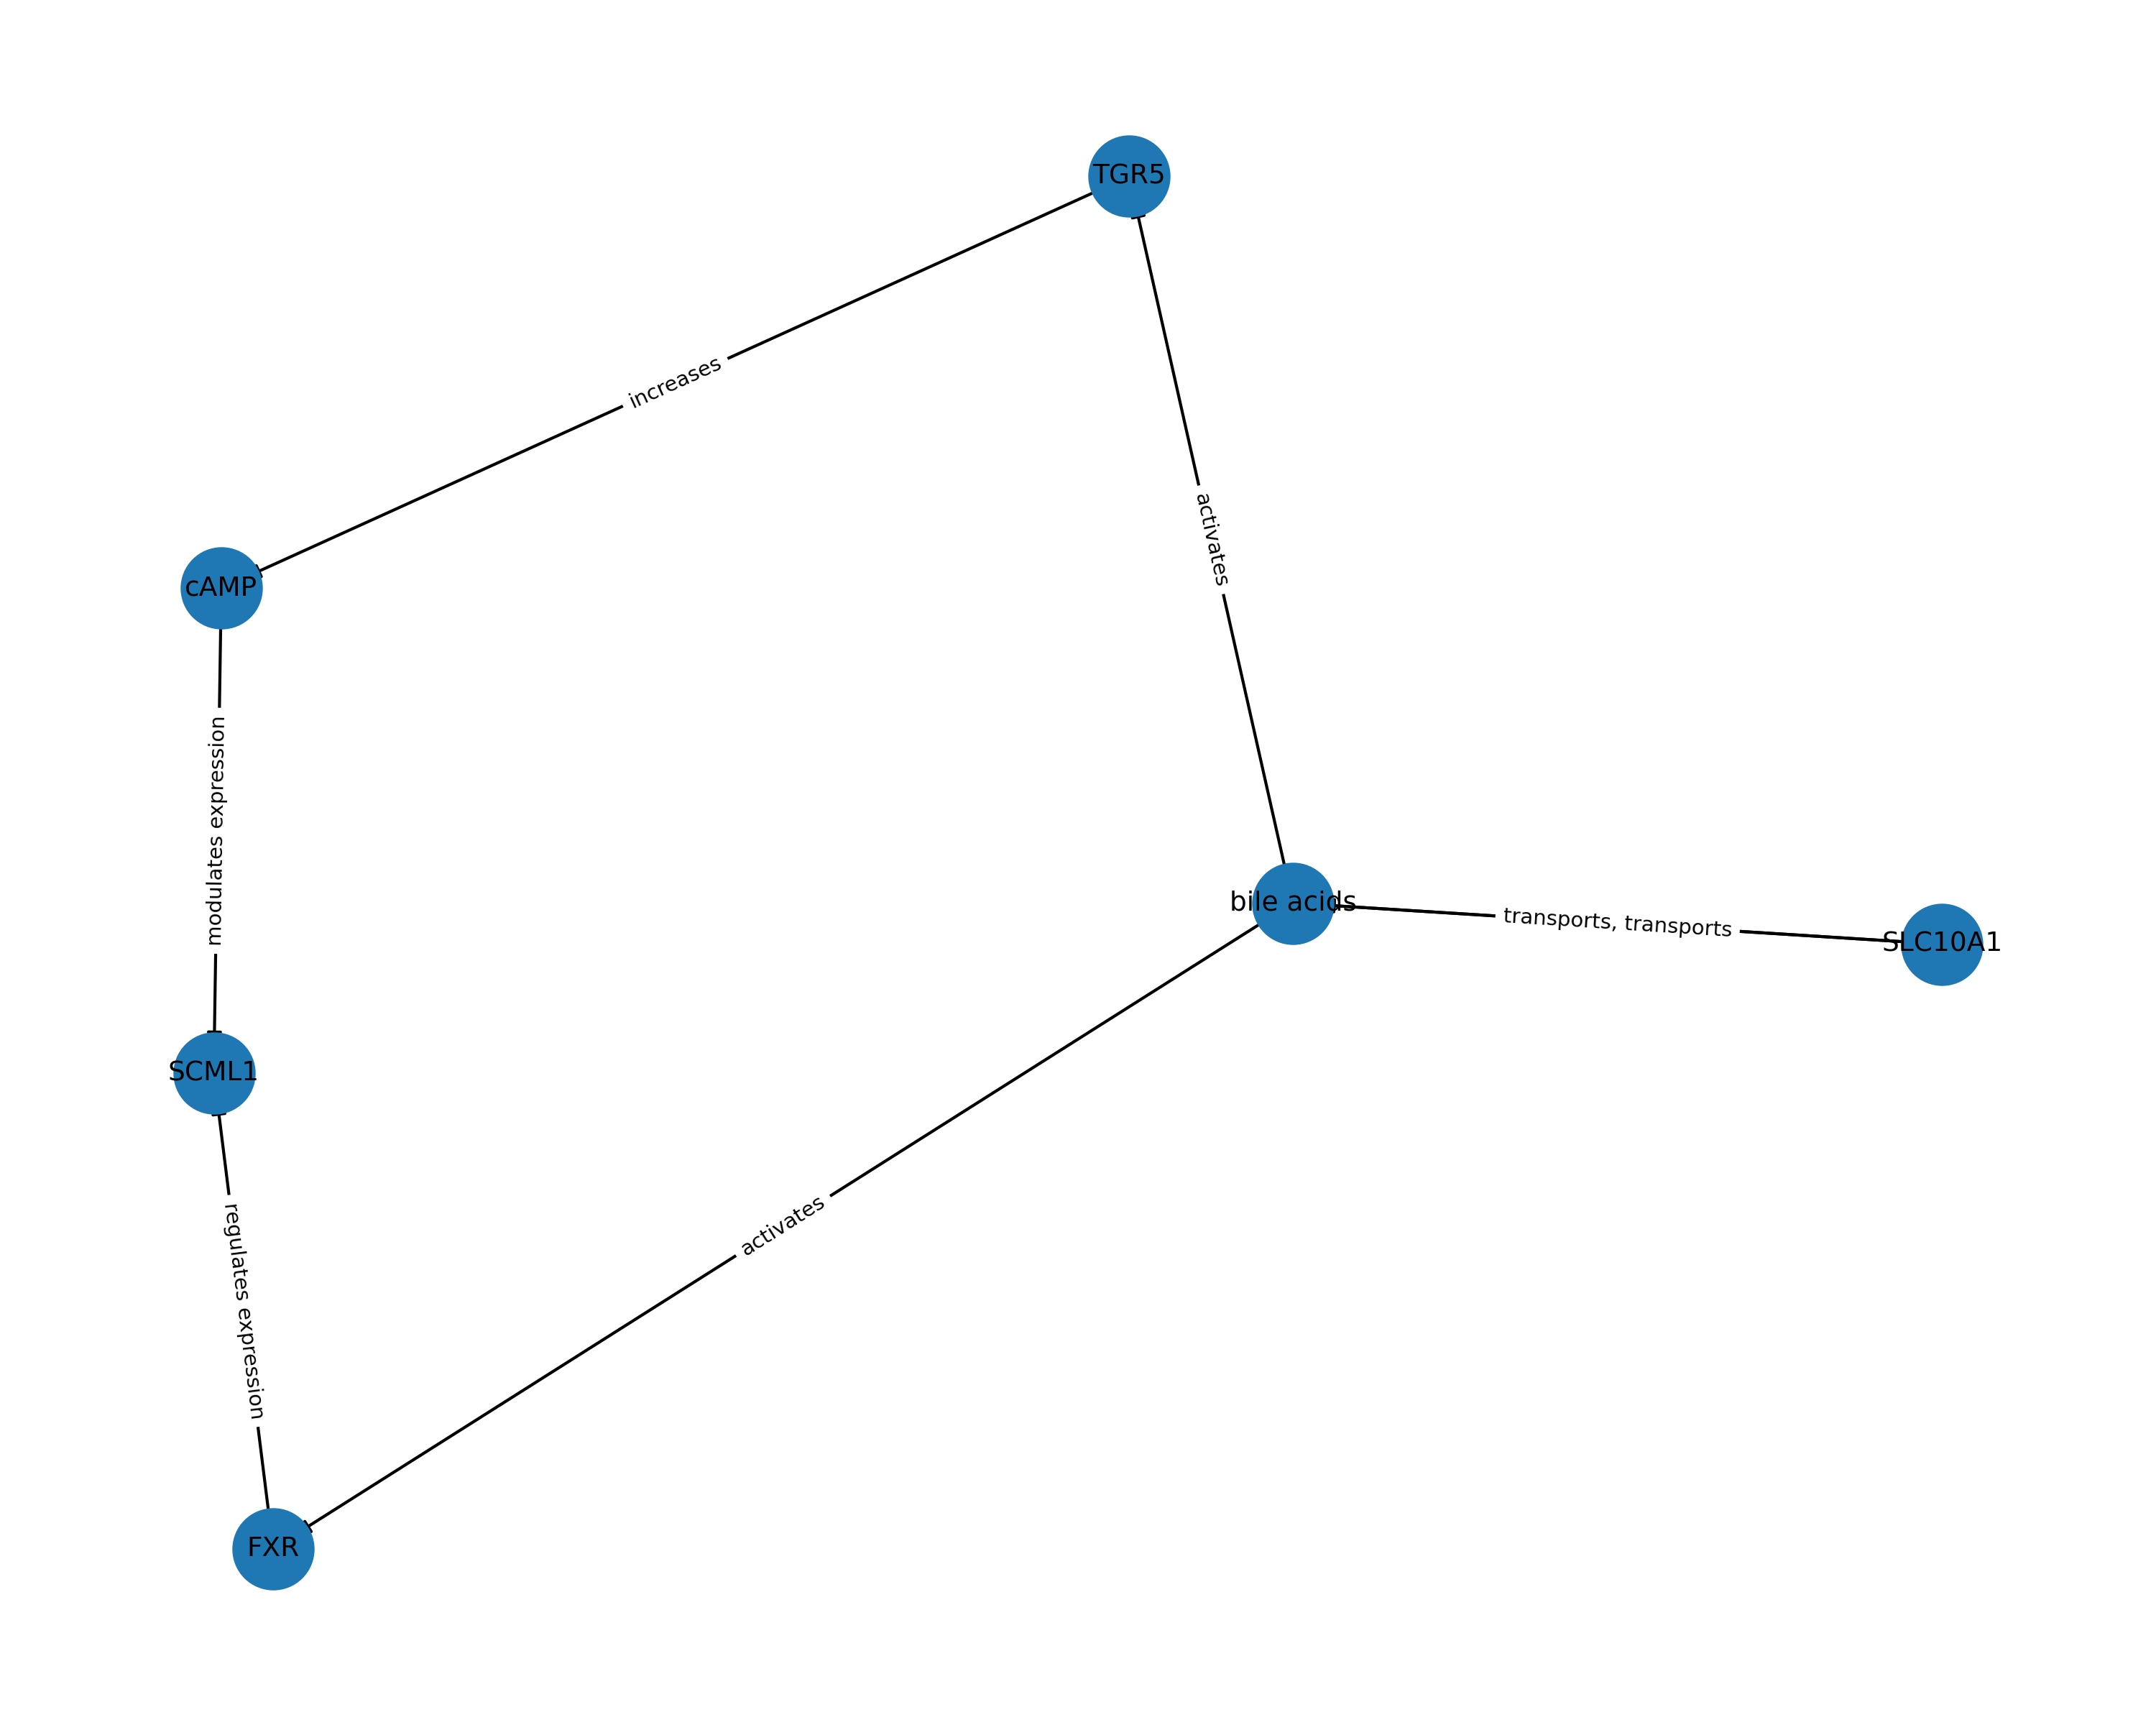 TGR5
increases
activates
cAMP
modulates expression
bile acids
transports, transports
SLC10A1
SCML1
activates
regulates expression
FXR